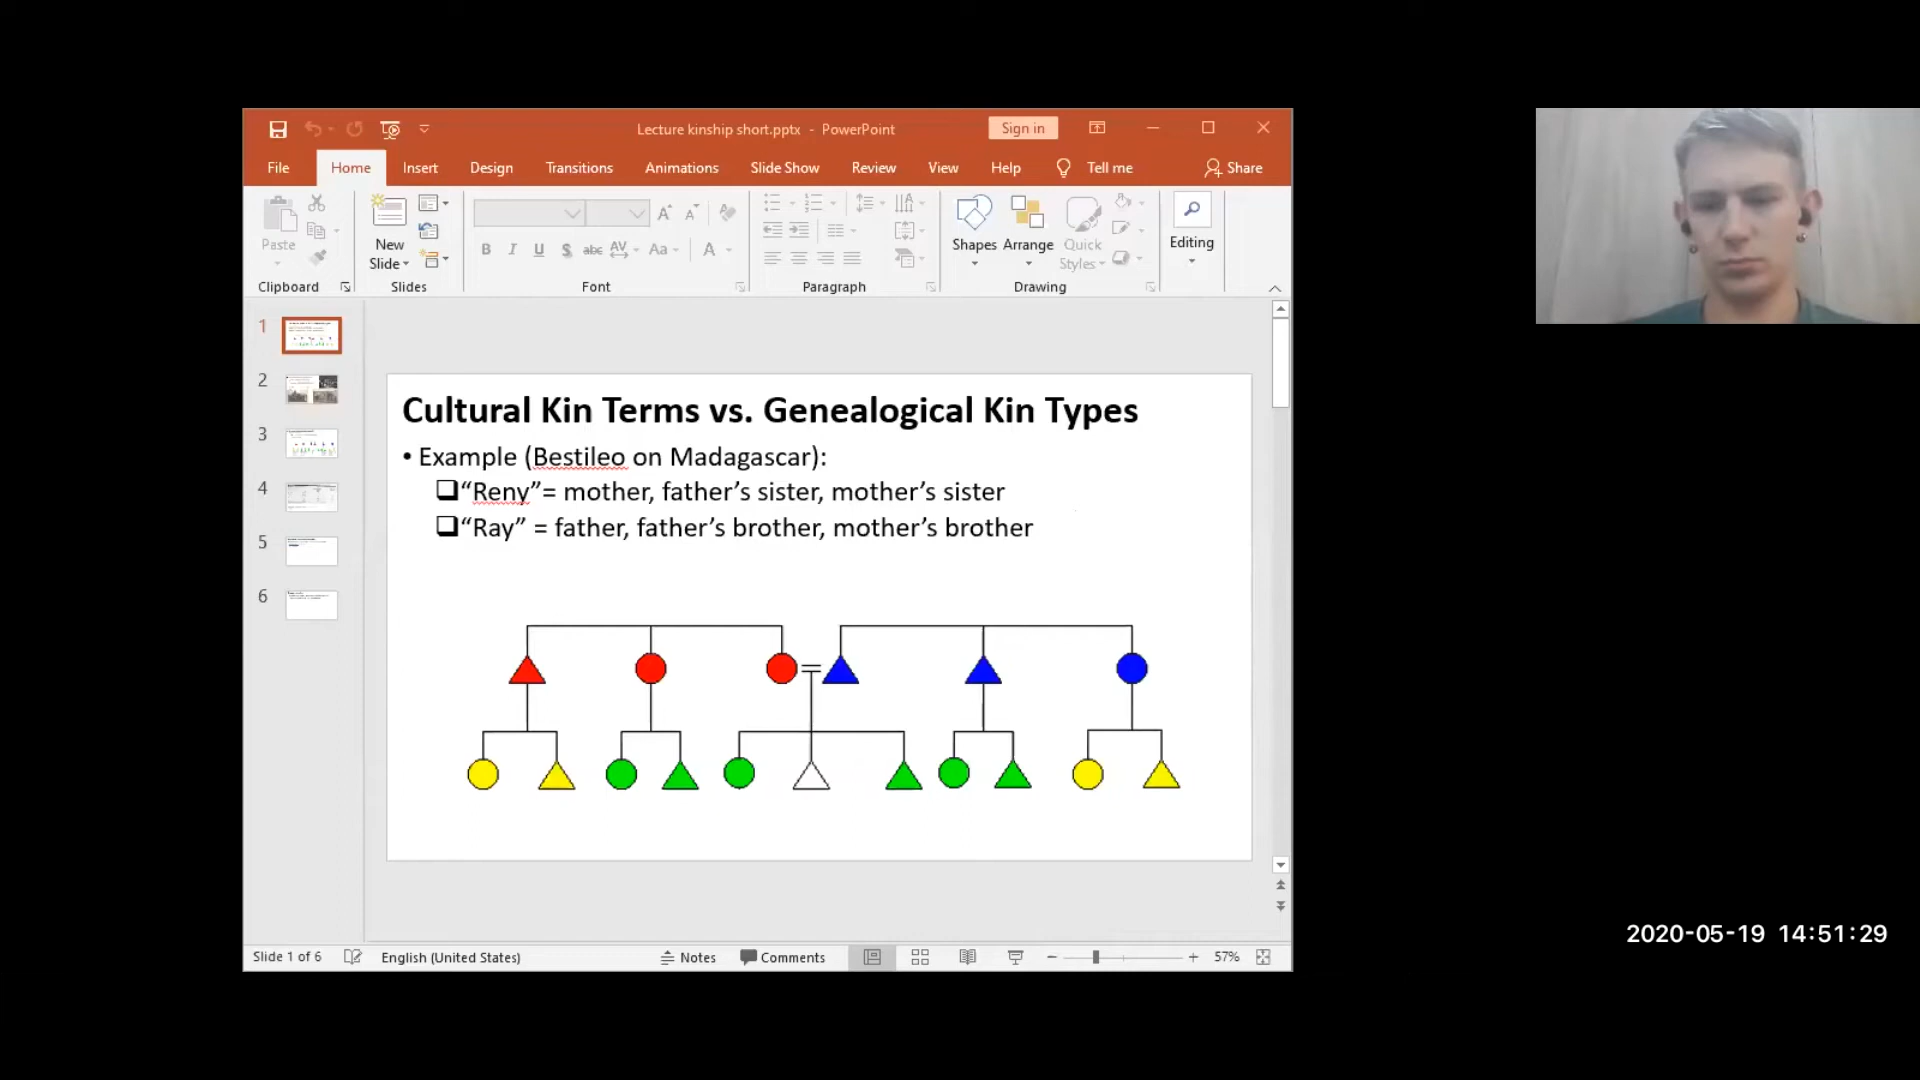 Lecture kinship short.pptx - PowerPoint
Sign in
File Home Insert Design Transitions Animations Slide Show Review View Help Tell me Share
Paste
New Slide
Shapes Arrange Quick Styles
Editing
Clipboard Slides Font Paragraph Drawing
1
2
3
4
5
6
Cultural Kin Terms vs. Genealogical Kin Types
• Example (Bestileo on Madagascar):
❑“Reny”= mother, father’s sister, mother’s sister
❑“Ray” = father, father’s brother, mother’s brother
Slide 1 of 6 English (United States) Notes Comments 57%
2020-05-19 14:51:29